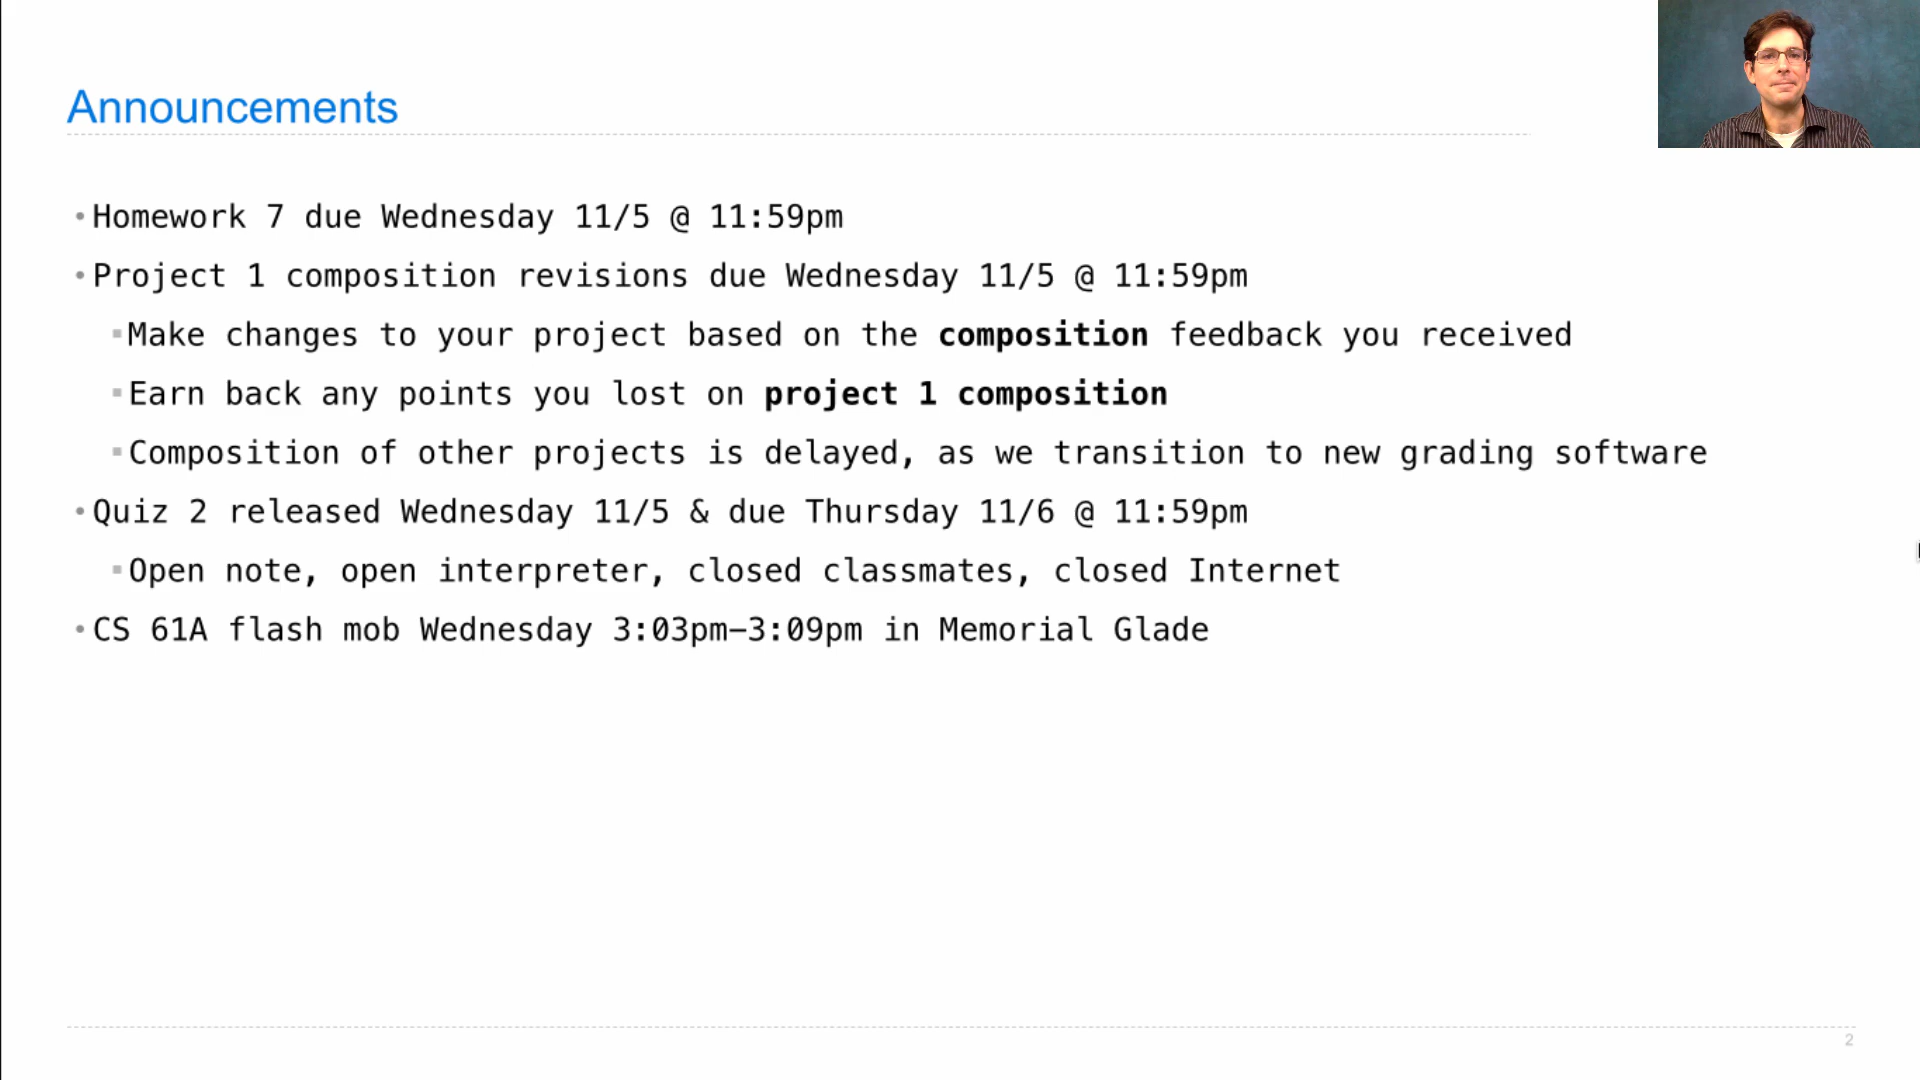 Announcements
•Homework 7 due Wednesday 11/5 @ 11:59pm
•Project 1 composition revisions due Wednesday 11/5 @ 11:59pm
▪Make changes to your project based on the composition feedback you received
▪Earn back any points you lost on project 1 composition
▪Composition of other projects is delayed, as we transition to new grading software
•Quiz 2 released Wednesday 11/5 & due Thursday 11/6 @ 11:59pm
▪Open note, open interpreter, closed classmates, closed Internet
•CS 61A flash mob Wednesday 3:03pm–3:09pm in Memorial Glade
2